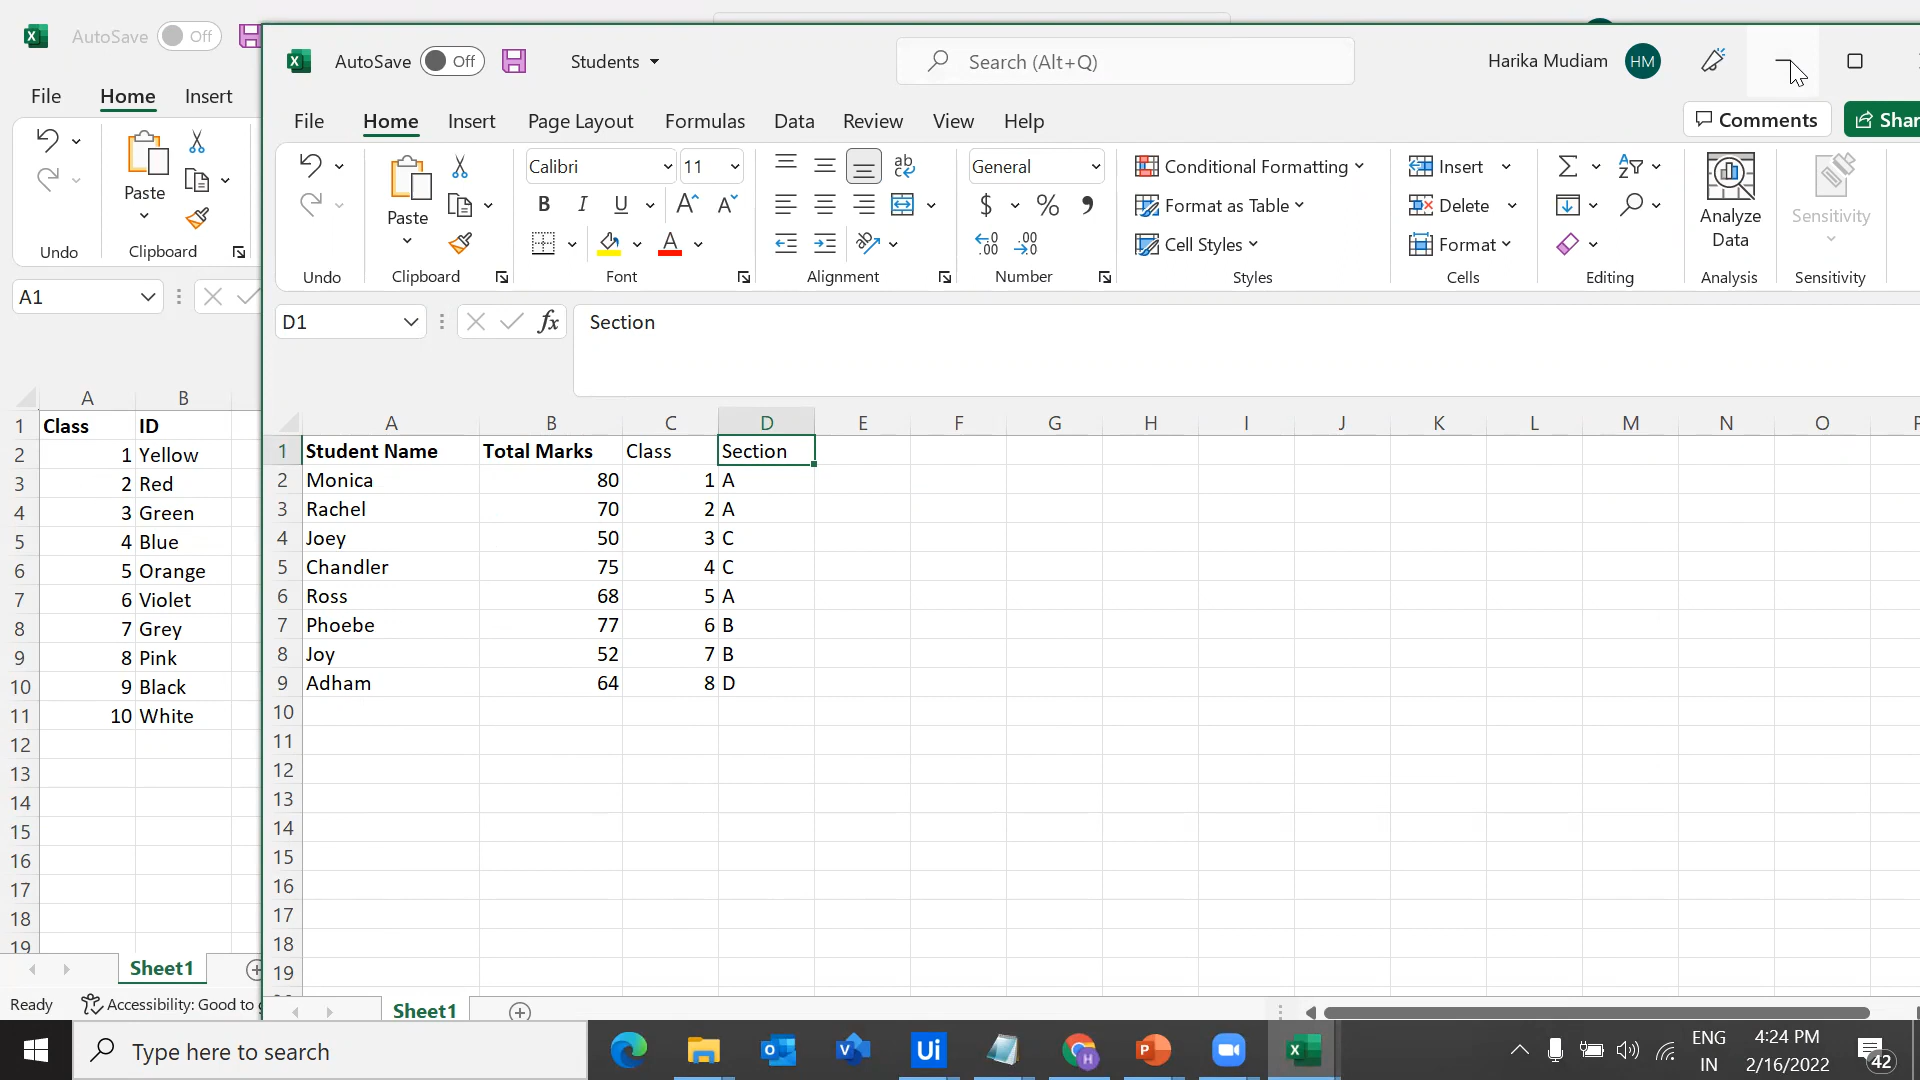 AutoSave Off
File Home Insert
Paste
Undo Clipboard
A1
A B
1 Class ID
2 1 Yellow
3 2 Red
4 3 Green
5 4 Blue
6 5 Orange
7 6 Violet
8 7 Grey
9 8 Pink
10 9 Black
11 10 White
12
13
14
15
16
17
18
19
Sheet1
Ready Accessibility: Good to
AutoSave Off Students Search (Alt+Q) Harika Mudiam HM
File Home Insert Page Layout Formulas Data Review View Help Comments Shar
Paste
Calibri 11
B I U
A A
A
ab
General
$ % 9
.00
Conditional Formatting
Format as Table
Cell Styles
Insert
Delete
Format
Analyze
Data
Sensitivity
Undo Clipboard Font Alignment Number Styles Cells Editing Analysis Sensitivity
D1 fx Section
A B C D E F G H I J K L M N O
1 Student Name Total Marks Class Section
2 Monica 80 1 A
3 Rachel 70 2 A
4 Joey 50 3 C
5 Chandler 75 4 C
6 Ross 68 5 A
7 Phoebe 77 6 B
8 Joy 52 7 B
9 Adham 64 8 D
10
11
12
13
14
15
16
17
18
19
Sheet1
Type here to search
Ui
ENG
IN
4:24 PM
2/16/2022
42